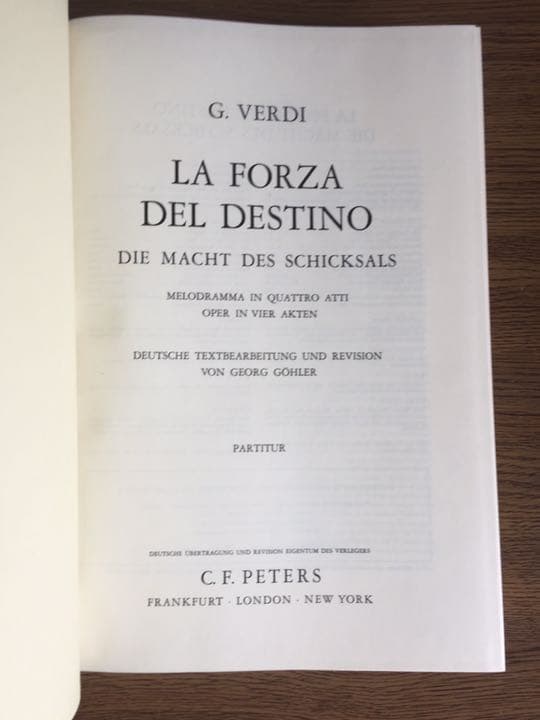 G. VERDI
LA FORZA
DEL DESTINO
DIE MACHT DES SCHICKSALS
MELODRAMMA IN QUATTRO ATTI
OPER IN VIER AKTEN
DEUTSCHE TEXTBEARBEITUNG UND REVISION
VON GEORG GÖHLER
PARTITUR
DEUTSCHE ÜBERTRAGUNG UND REVISION EIGENTUM DES VERLEGERS
C. F. PETERS
FRANKFURT · LONDON · NEW YORK